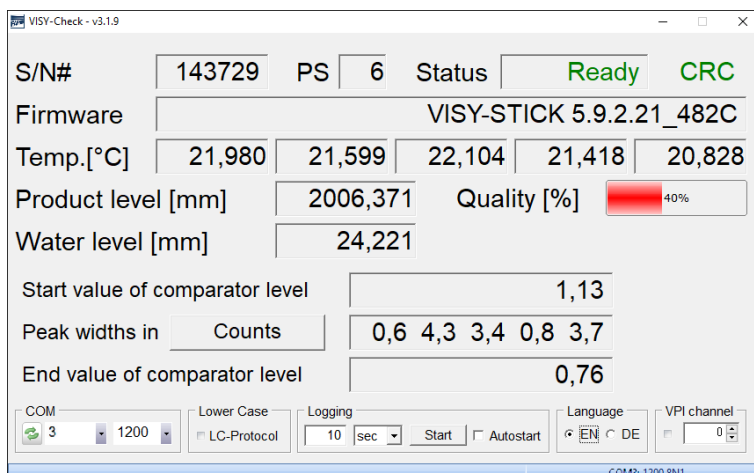 VISY-Check - v3.1.9
S/N# 143729 PS 6 Status Ready CRC
Firmware VISY-STICK 5.9.2.21_482C
Temp.[°C] 21,980 21,599 22,104 21,418 20,828
Product level [mm] 2006,371 Quality [%] 40%
Water level [mm] 24,221
Start value of comparator level 1,13
Peak widths in Counts 0,6 4,3 3,4 0,8 3,7
End value of comparator level 0,76
COM Lower Case Logging Language VPI channel
3 1200 LC-Protocol 10 sec Start Autostart EN DE 0
COM3: 1200,8N1